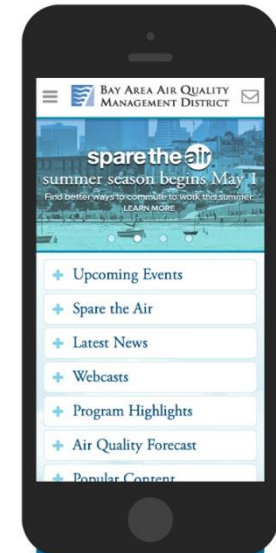 BAY AREA AIR QUALITY
MANAGEMENT DISTRICT
spare the air
summer season begins May 1
Find better ways to commute to work this summer.
LEARN MORE
Upcoming Events
Spare the Air
Latest News
Webcasts
Program Highlights
Air Quality Forecast
Popular Content